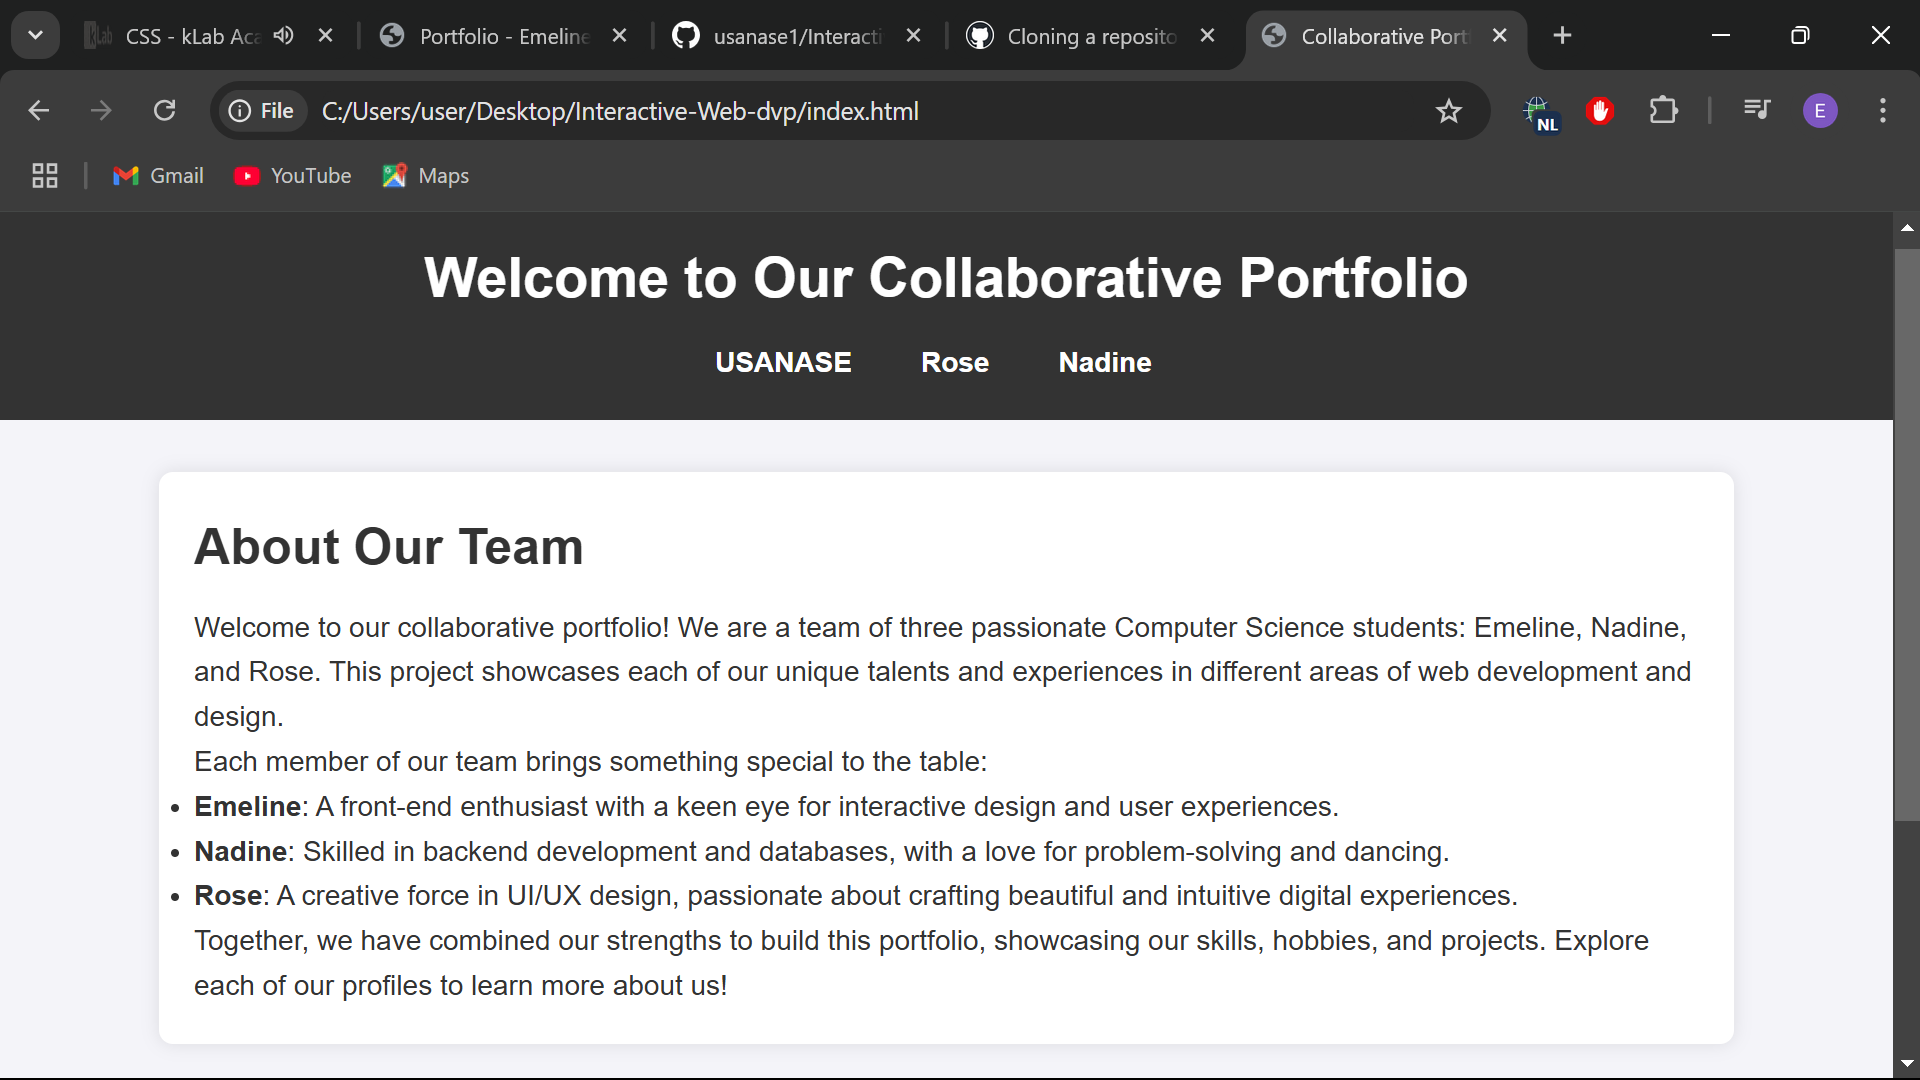 CSS - kLab Aca
Portfolio - Emeline
usanase1/Interacti
Cloning a reposito
Collaborative Port
File
C:/Users/user/Desktop/Interactive-Web-dvp/index.html
NL
E
Gmail
YouTube
Maps
Welcome to Our Collaborative Portfolio
USANASE Rose Nadine
About Our Team
Welcome to our collaborative portfolio! We are a team of three passionate Computer Science students: Emeline, Nadine,
and Rose. This project showcases each of our unique talents and experiences in different areas of web development and
design.
Each member of our team brings something special to the table:
• Emeline: A front-end enthusiast with a keen eye for interactive design and user experiences.
• Nadine: Skilled in backend development and databases, with a love for problem-solving and dancing.
• Rose: A creative force in UI/UX design, passionate about crafting beautiful and intuitive digital experiences.
Together, we have combined our strengths to build this portfolio, showcasing our skills, hobbies, and projects. Explore
each of our profiles to learn more about us!